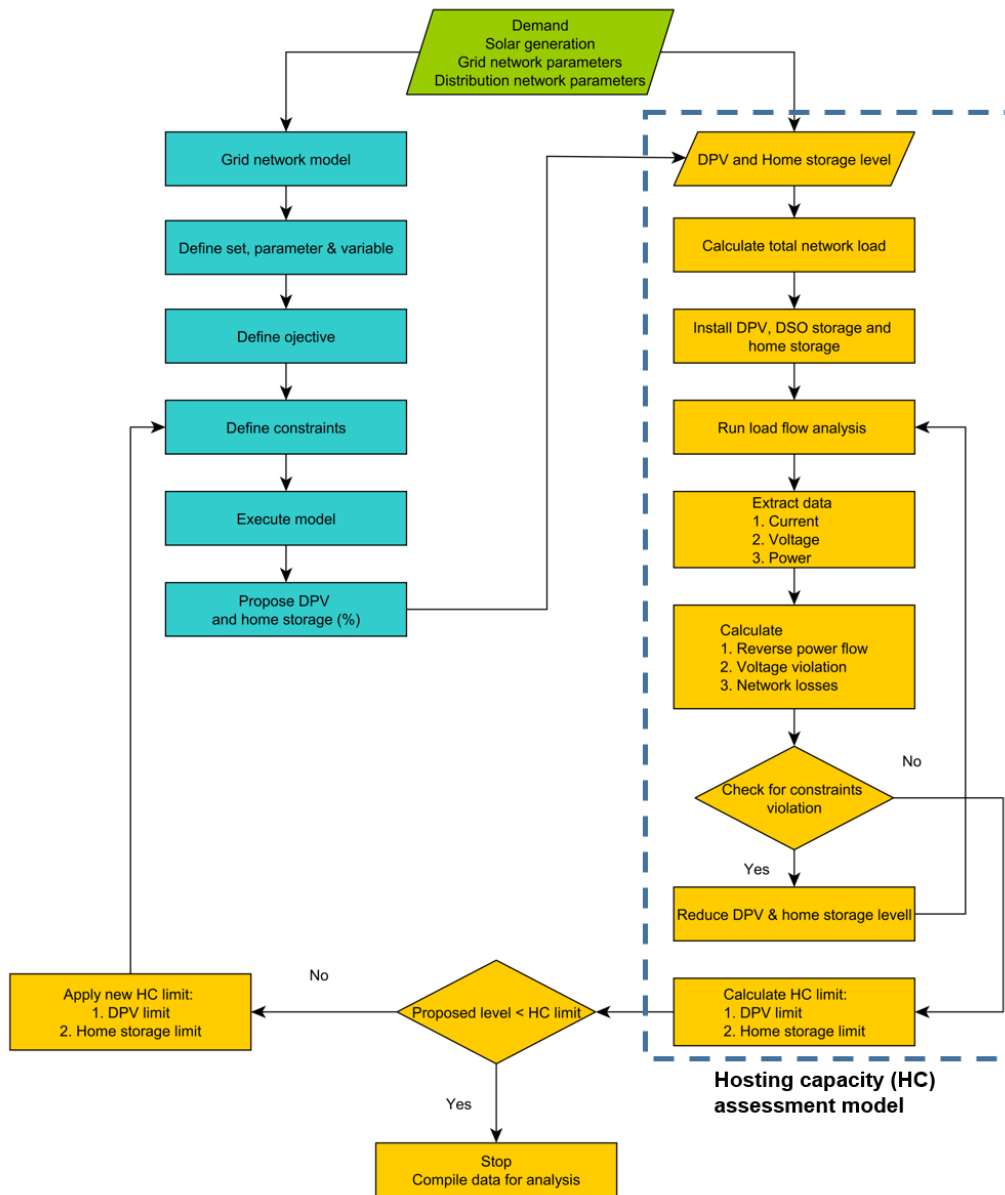 Demand
Solar generation
Grid network parameters
Distribution network parameters
Grid network model
Define set, parameter & variable
Define ojective
Define constraints
Execute model
Propose DPV
and home storage (%)
DPV and Home storage level
Calculate total network load
Install DPV, DSO storage and
home storage
Run load flow analysis
Extract data
1. Current
2. Voltage
3. Power
Calculate
1. Reverse power flow
2. Voltage violation
3. Network losses
Check for constraints
violation
No
Yes
Reduce DPV & home storage levell
Calculate HC limit:
1. DPV limit
2. Home storage limit
Hosting capacity (HC)
assessment model
Proposed level < HC limit
No
Apply new HC limit:
1. DPV limit
2. Home storage limit
Yes
Stop
Compile data for analysis